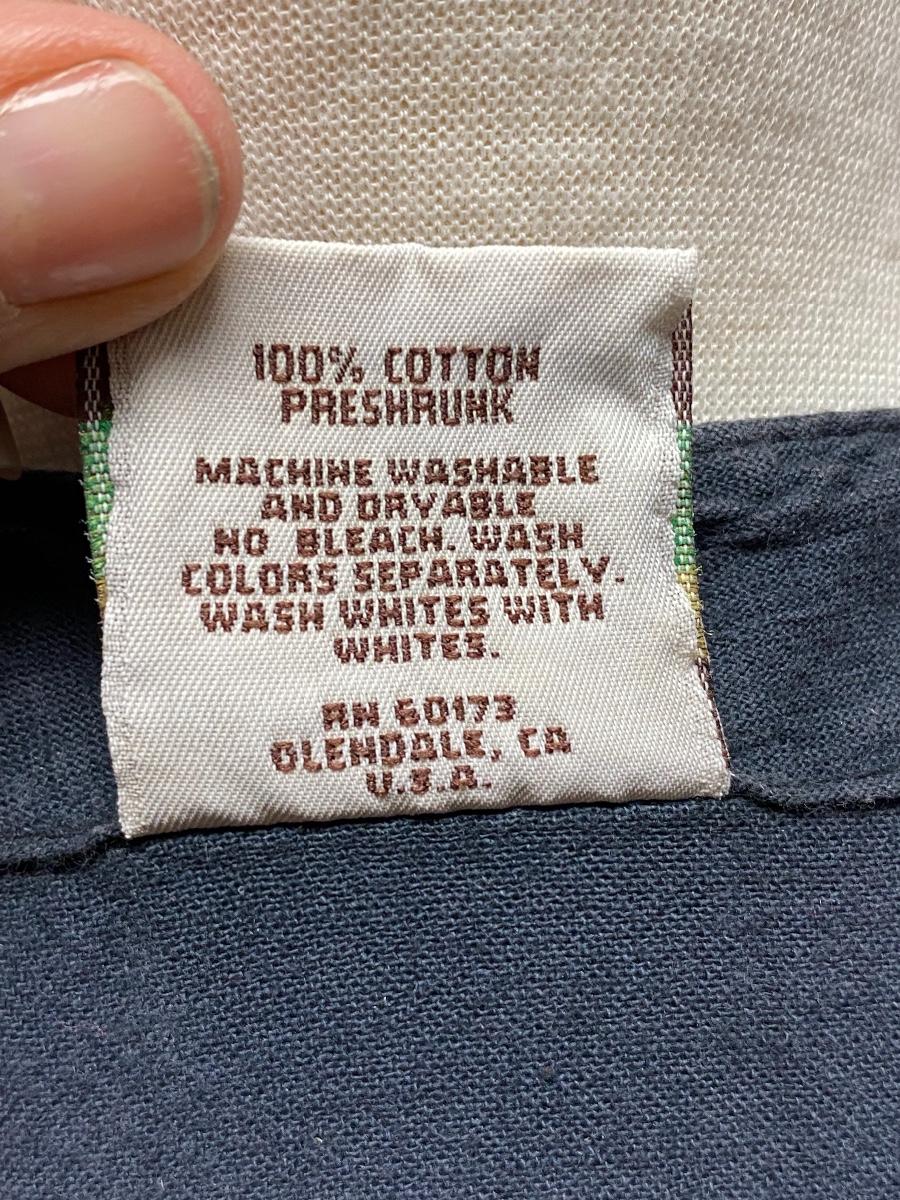 100% COTTON
PRESHRUNK
MACHINE WASHABLE
AND DRYABLE
NO BLEACH. WASH
COLORS SEPARATELY.
WASH WHITES WITH
WHITES.
RN 60173
GLENDALE, CA
U.S.A.